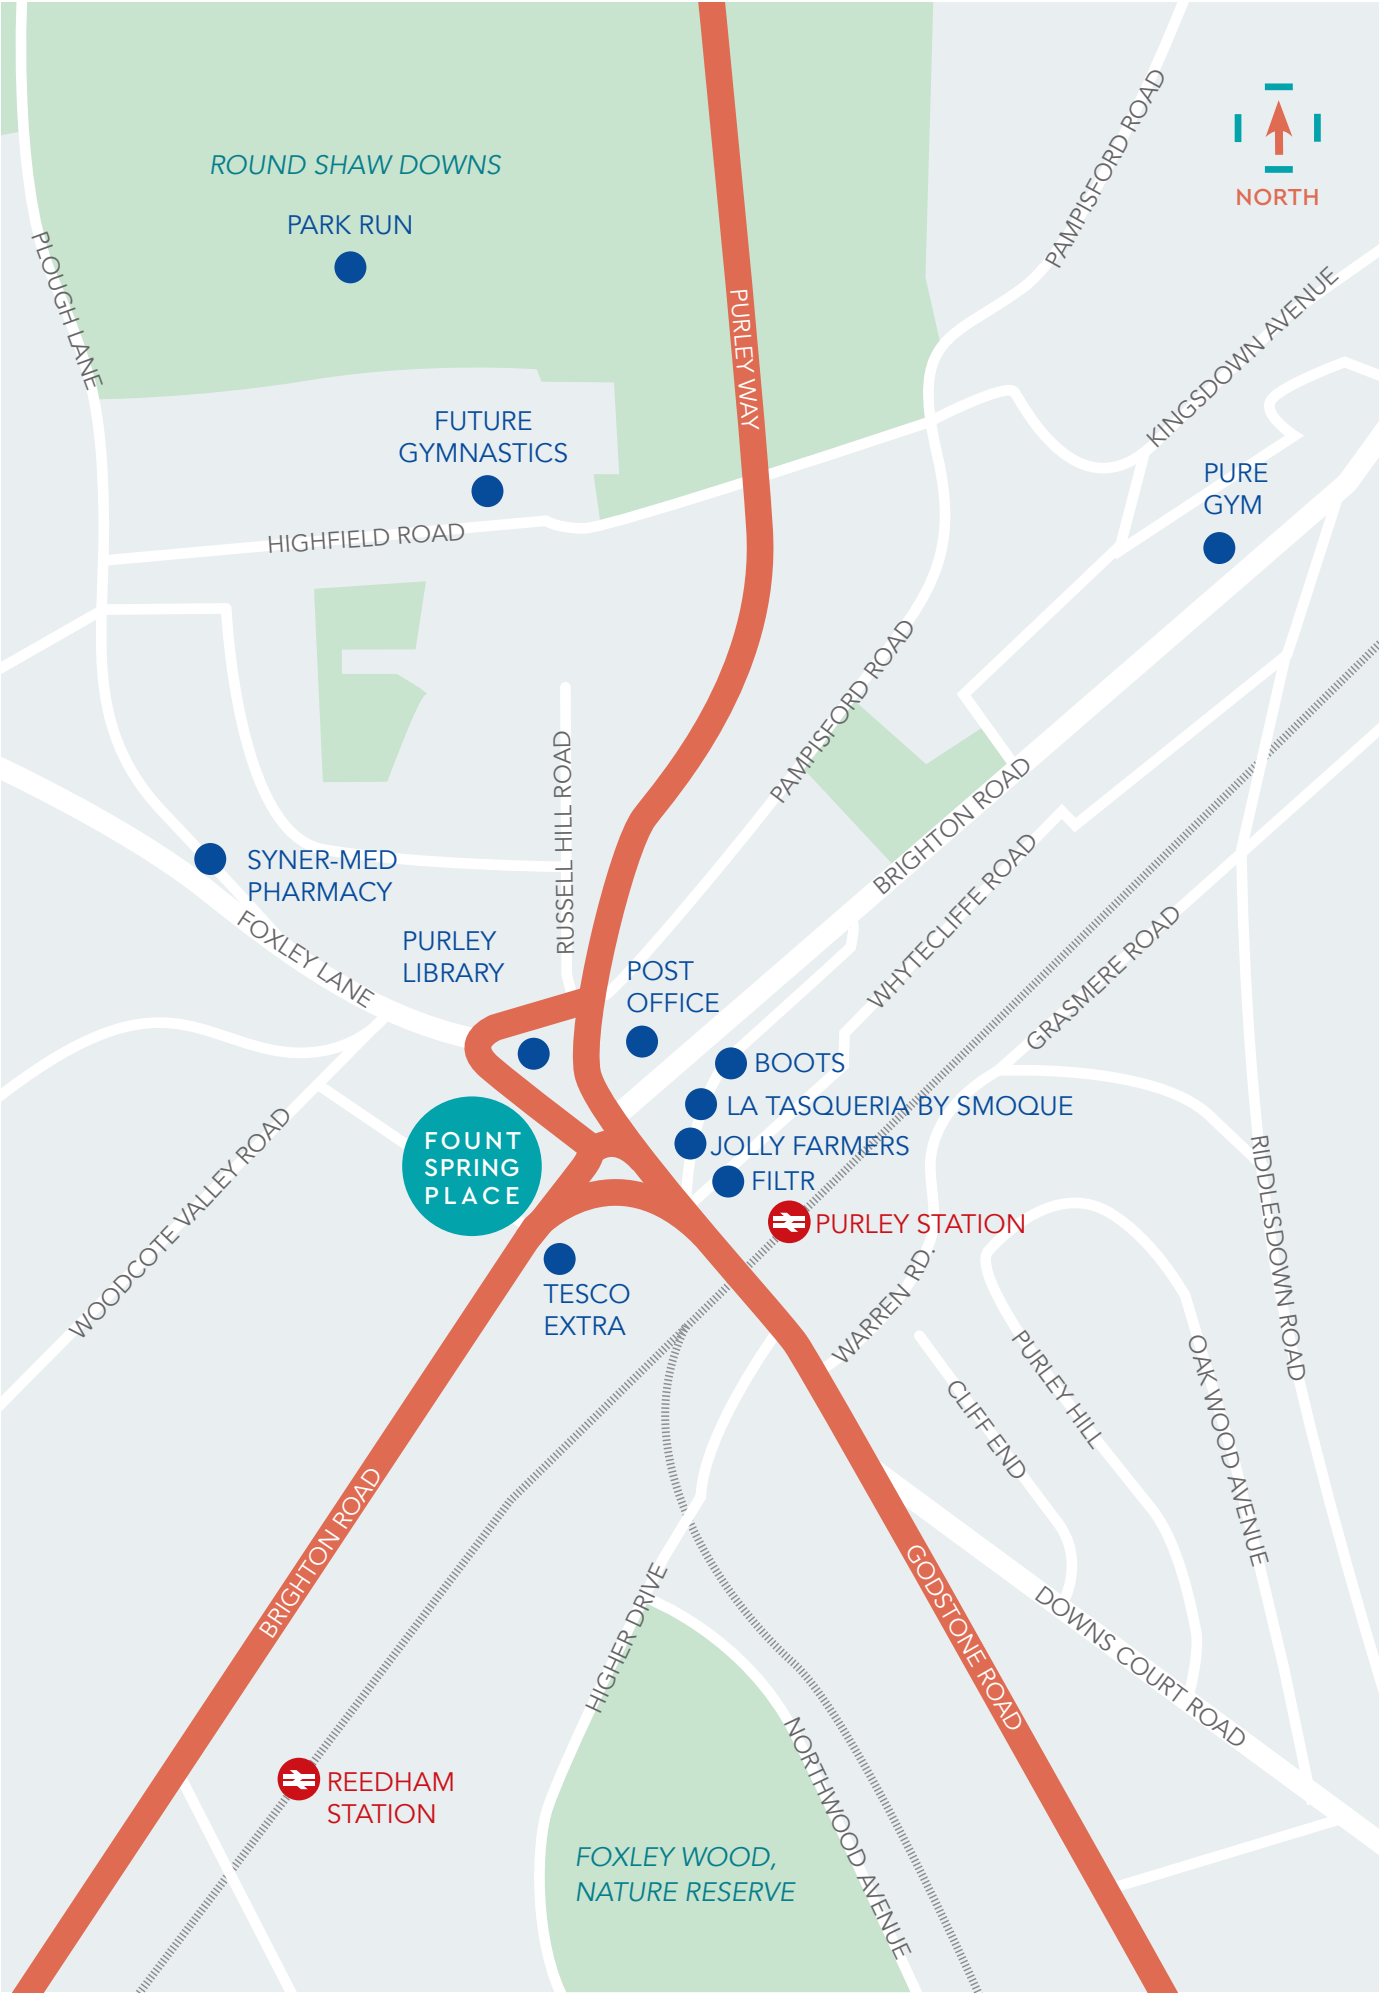 PAMPISFORD ROAD
ROUND SHAW DOWNS
NORTH
PARK RUN
PLOUGH LANE
KINGSDOWN AVENUE
PURLEY WAY
FUTURE
GYMNASTICS
PURE
GYM
HIGHFIELD ROAD
PAMPISFORD ROAD
RUSSELL HILL ROAD
BRIGHTON ROAD
SYNER-MED
PHARMACY
WHYTECLIFFE ROAD
FOXLEY LANE
PURLEY
LIBRARY
GRASMERE ROAD
POST
OFFICE
BOOTS
LA TASQUERIA BY SMOQUE
FOUNT
SPRING
PLACE
JOLLY FARMERS
FILTR
WOODCOTE VALLEY ROAD
PURLEY STATION
RIDDLESDOWN ROAD
WARREN RD.
TESCO
EXTRA
PURLEY HILL
OAK WOOD AVENUE
CLIFF END
BRIGHTON ROAD
GODSTONE ROAD
HIGHER DRIVE
DOWNS COURT ROAD
NORTHWOOD AVENUE
REEDHAM
STATION
FOXLEY WOOD,
NATURE RESERVE